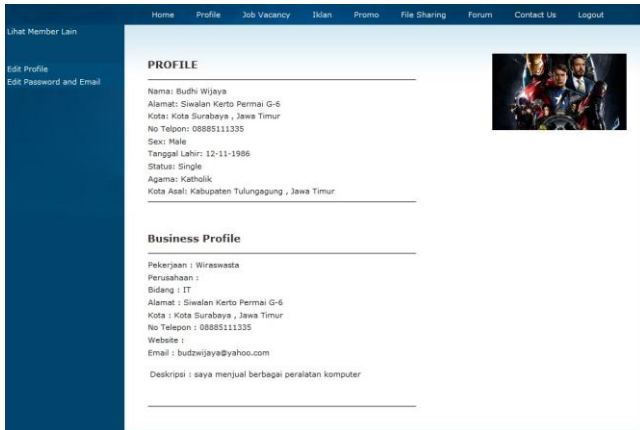 Home Profile Job Vacancy Iklan Promo File Sharing Forum Contact Us Logout
Lihat Member Lain
Edit Profile
Edit Password and Email
PROFILE
Nama: Budhi Wijaya
Alamat: Siwalan Kerto Permai G-6
Kota: Kota Surabaya , Jawa Timur
No Telpon: 08885111335
Sex: Male
Tanggal Lahir: 12-11-1986
Status: Single
Agama: Katholik
Kota Asal: Kabupaten Tulungagung , Jawa Timur
Business Profile
Pekerjaan : Wiraswasta
Perusahaan :
Bidang : IT
Alamat : Siwalan Kerto Permai G-6
Kota : Kota Surabaya , Jawa Timur
No Telepon : 08885111335
Website :
Email : budzwijaya@yahoo.com
Deskripsi : saya menjual berbagai peralatan komputer